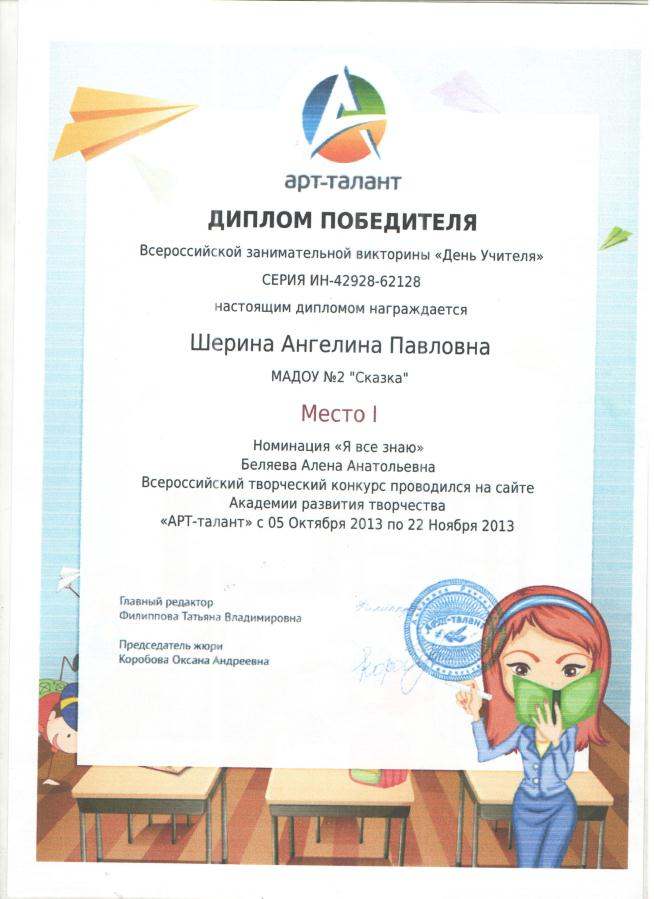 арт-талант
ДИПЛОМ ПОБЕДИТЕЛЯ
Всероссийской занимательной викторины «День Учителя»
СЕРИЯ ИН-42928-62128
настоящим дипломом награждается
Шерина Ангелина Павловна
МАДОУ №2 "Сказка"
Место I
Номинация «Я все знаю»
Беляева Алена Анатольевна
Всероссийский творческий конкурс проводился на сайте
Академии развития творчества
«АРТ-талант» с 05 Октября 2013 по 22 Ноября 2013
Главный редактор
Филиппова Татьяна Владимировна
Председатель жюри
Коробова Оксана Андреевна